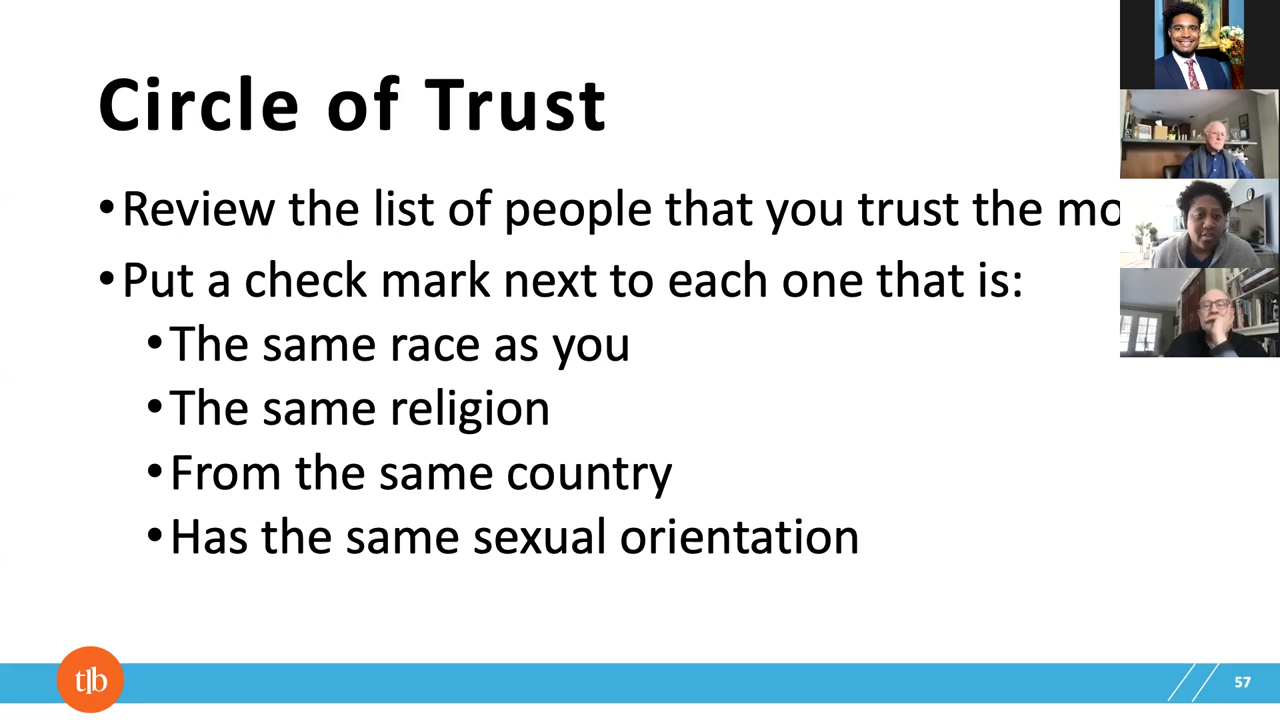 Circle of Trust
•Review the list of people that you trust the mo
•Put a check mark next to each one that is:
•The same race as you
•The same religion
•From the same country
•Has the same sexual orientation
tlb
57